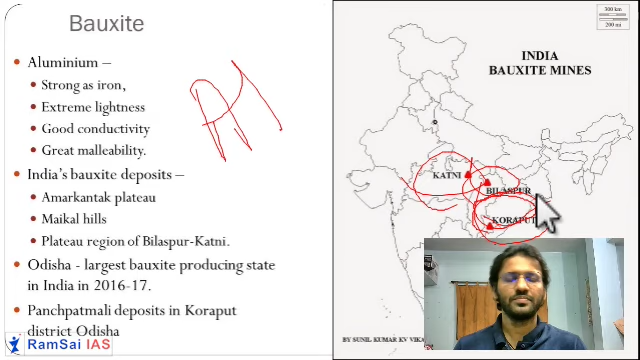 Bauxite
Aluminium –
Strong as iron,
Extreme lightness
Good conductivity
Great malleability.
India's bauxite deposits –
Amarkantak plateau
Maikal hills
Plateau region of Bilaspur-Katni.
Odisha - largest bauxite producing state
in India in 2016-17.
Panchpatmali deposits in Koraput
district Odisha
RamSai IAS
300 km
200 mi
INDIA
BAUXITE MINES
KATNI
BILASPUR
KORAPUT
BY SUNIL KUMAR KV